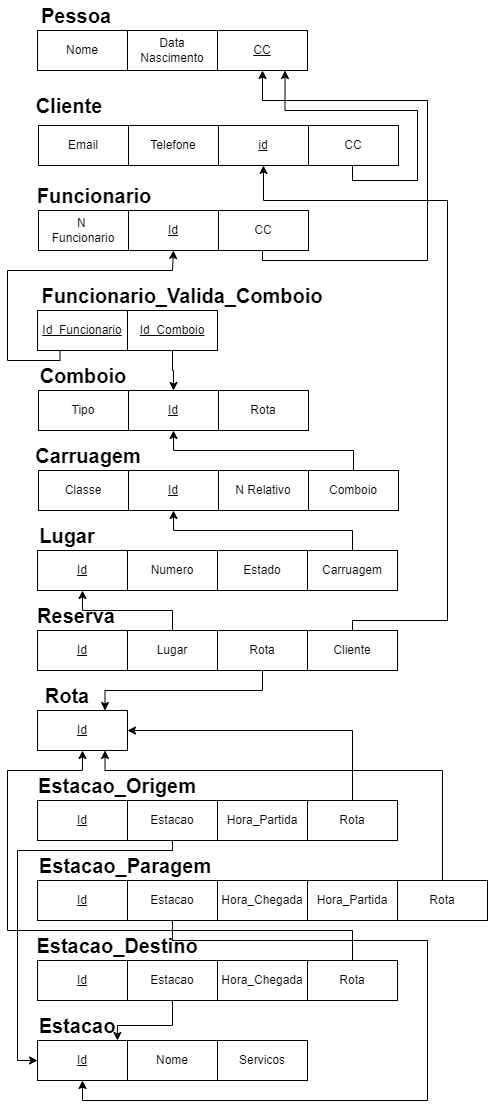 Pessoa
Nome Data Nascimento CC
Cliente
Email Telefone id CC
Funcionario
N Funcionario Id CC
Funcionario_Valida_Comboio
Id_Funcionario Id_Comboio
Comboio
Tipo Id Rota
Carruagem
Classe Id N Relativo Comboio
Lugar
Id Numero Estado Carruagem
Reserva
Id Lugar Rota Cliente
Rota
Id
Estacao_Origem
Id Estacao Hora_Partida Rota
Estacao_Paragem
Id Estacao Hora_Chegada Hora_Partida Rota
Estacao_Destino
Id Estacao Hora_Chegada Rota
Estacao
Id Nome Servicos